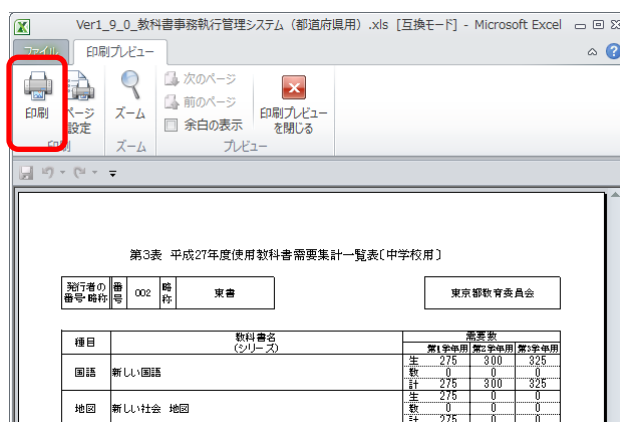 Ver1_9_0_教科書事務執行管理システム（都道府県用）.xls [互換モード] - Microsoft Excel
ファイル 印刷プレビュー
印刷 ページ設定 ズーム 次のページ 前のページ 余白の表示 印刷プレビューを閉じる
印刷 ズーム プレビュー
第3表 平成27年度使用教科書需要集計一覧表〔中学校用〕
発行者の番号・略称 番号 002 略称 東書 東京都教育委員会
種目 教科書名（シリーズ） 需要数
第1学年用 第2学年用 第3学年用
国語 新しい国語
生 275 300 325
教 0 0 0
計 275 300 325
地図 新しい社会 地図
生 275 0 0
教 0 0 0
計 275 0 0